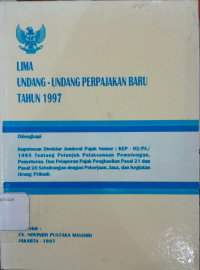 LIMA
UNDANG - UNDANG PERPAJAKAN BARU
TAHUN 1997
Dilengkapi
Keputusan Direktur Jenderal Pajak Nomor : KEP - 02/PJ./
1995 Tentang Petunjuk Pelaksanaan Pemotongan,
Penyetoran, Dan Pelaporan Pajak Penghasilan Pasal 21 dan
Pasal 26 Sehubungan dengan Pekerjaan, Jasa, dan Kegiatan
Orang Pribadi.
CV. NOVINDO PUSTAKA MANDIRI
JAKARTA - 1997